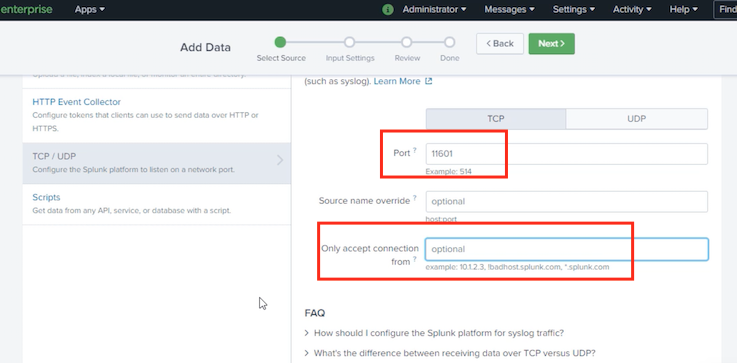 enterprise Apps Administrator Messages Settings Activity Help Find
Add Data
Select Source Input Settings Review Done
< Back
Next >
HTTP Event Collector
Configure tokens that clients can use to send data over HTTP or
HTTPS.
TCP / UDP
Configure the Splunk platform to listen on a network port.
Scripts
Get data from any API, service, or database with a script.
(such as syslog). Learn More
TCP UDP
Port ? 11601
Example: 514
Source name override ? optional
host:port
Only accept connection
from ?
optional
example: 10.1.2.3, !badhost.splunk.com, *.splunk.com
FAQ
> How should I configure the Splunk platform for syslog traffic?
> What's the difference between receiving data over TCP versus UDP?